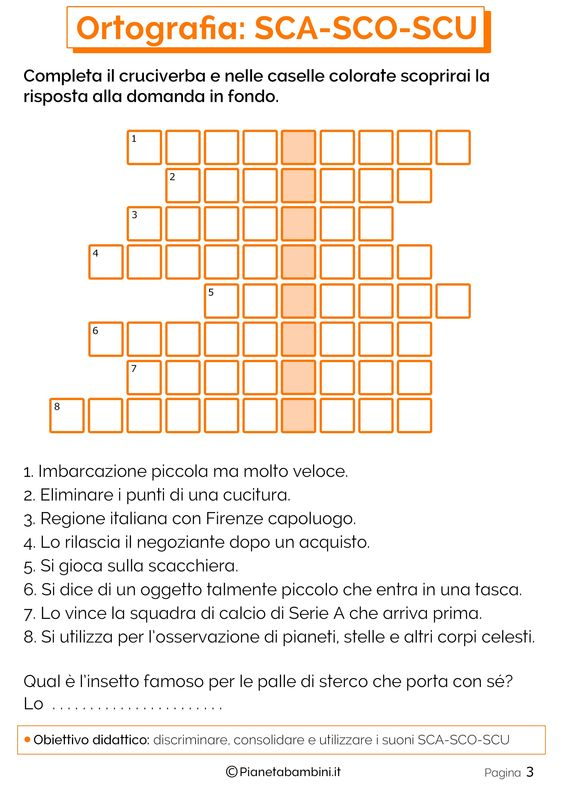 Ortografia: SCA-SCO-SCU
Completa il cruciverba e nelle caselle colorate scoprirai la
risposta alla domanda in fondo.
1
2
3
4
5
6
7
8
1. Imbarcazione piccola ma molto veloce.
2. Eliminare i punti di una cucitura.
3. Regione italiana con Firenze capoluogo.
4. Lo rilascia il negoziante dopo un acquisto.
5. Si gioca sulla scacchiera.
6. Si dice di un oggetto talmente piccolo che entra in una tasca.
7. Lo vince la squadra di calcio di Serie A che arriva prima.
8. Si utilizza per l'osservazione di pianeti, stelle e altri corpi celesti.
Qual è l'insetto famoso per le palle di sterco che porta con sé?
Lo .......................
Obiettivo didattico: discriminare, consolidare e utilizzare i suoni SCA-SCO-SCU
©Pianetabambini.it
Pagina 3